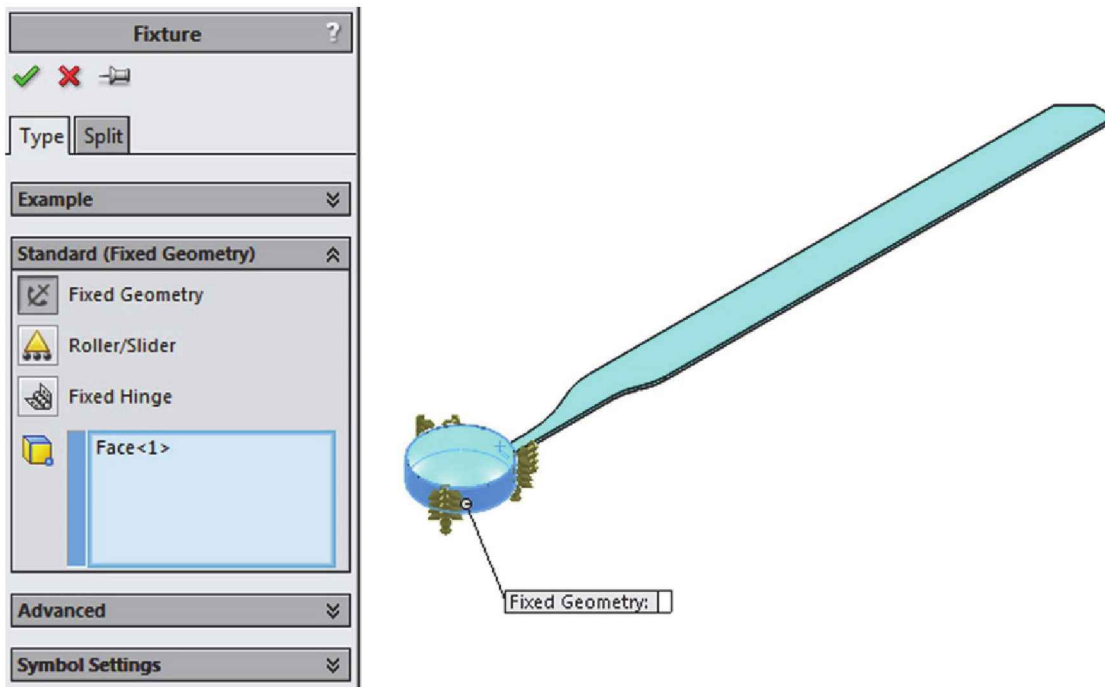 Fixture ?
Type Split
Example
Standard (Fixed Geometry)
Fixed Geometry
Roller/Slider
Fixed Hinge
Face<1>
Fixed Geometry:
Advanced
Symbol Settings